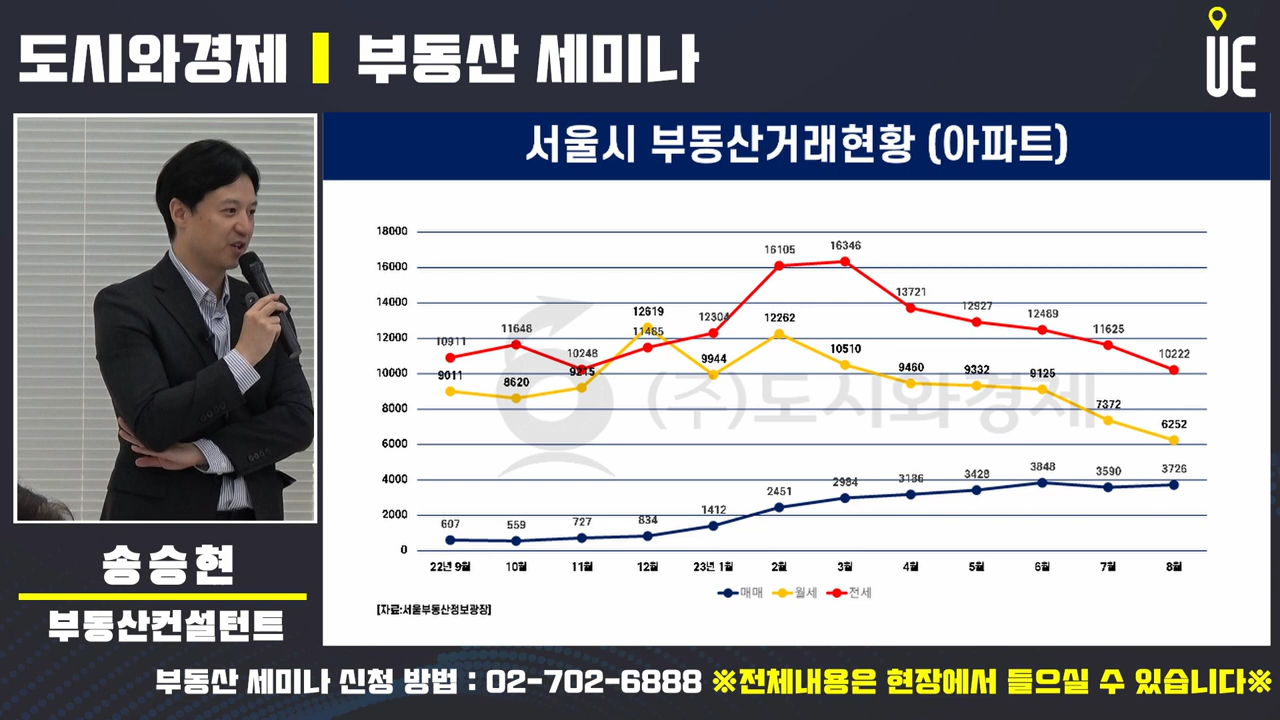 도시와경제 부동산 세미나
UE
서울시 부동산거래현황 (아파트)
18000
16000
14000
12000
10000
8000
6000
4000
2000
0
10911 11648 10248 11485 12304 16105 16346 13721 12927 12489 11625 10222
9011 8620 9215 12619 9944 12262 10510 9460 9332 9125 7372 6252
607 559 727 834 1412 2451 2984 3186 3428 3848 3590 3726
22년 9월 10월 11월 12월 23년 1월 2월 3월 4월 5월 6월 7월 8월
매매 월세 전세
[자료:서울부동산정보광장]
(주)도시와경제
송승현
부동산컨설턴트
부동산 세미나 신청 방법 : 02-702-6888 ※전체내용은 현장에서 들으실 수 있습니다※